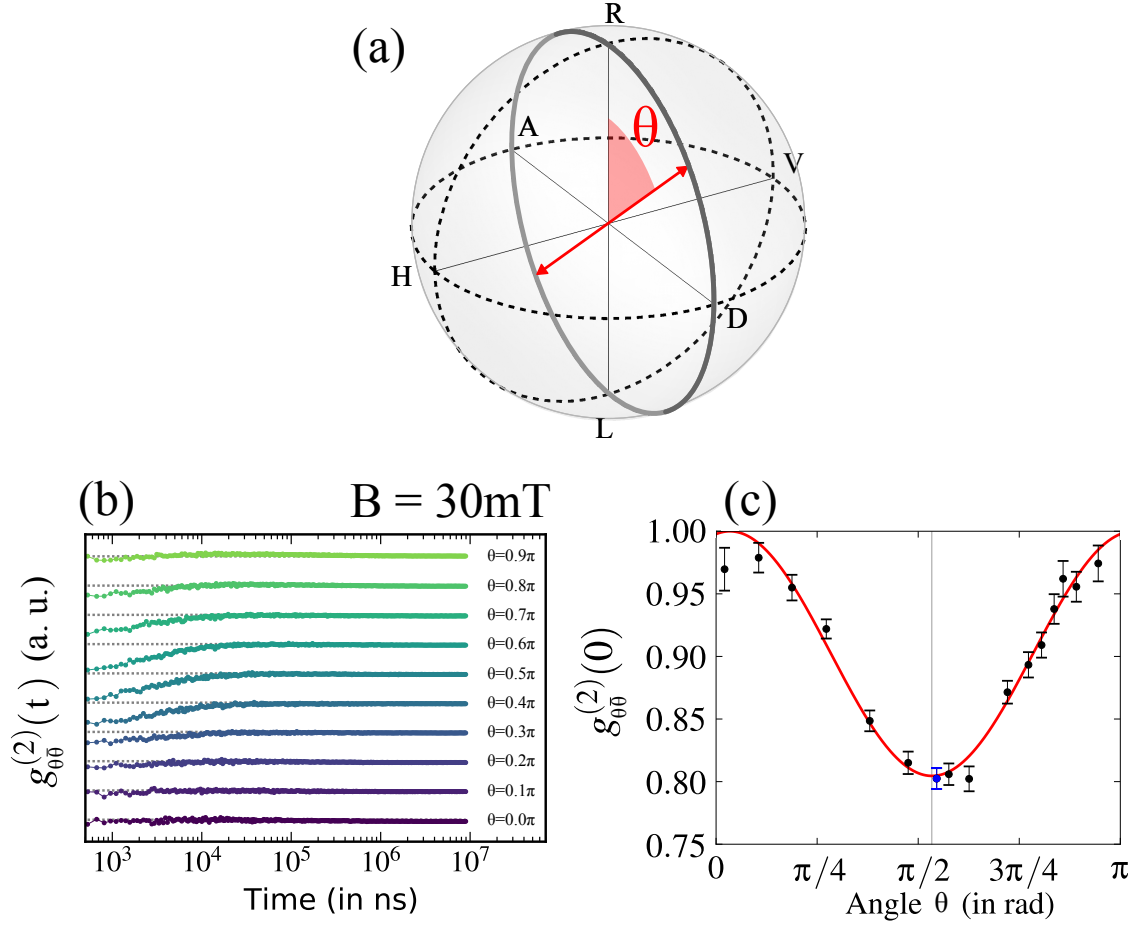 (a)
R
A
θ
V
H
D
L
(b)
B = 30mT
g_{θθ̄}^{(2)}(t) (a. u.)
θ=0.9π
θ=0.8π
θ=0.7π
θ=0.6π
θ=0.5π
θ=0.4π
θ=0.3π
θ=0.2π
θ=0.1π
θ=0.0π
10³ 10⁴ 10⁵ 10⁶ 10⁷
Time (in ns)
(c)
g_{θθ̄}^{(2)}(0)
1.00
0.95
0.90
0.85
0.80
0.75
0 π/4 π/2 3π/4 π
Angle θ (in rad)